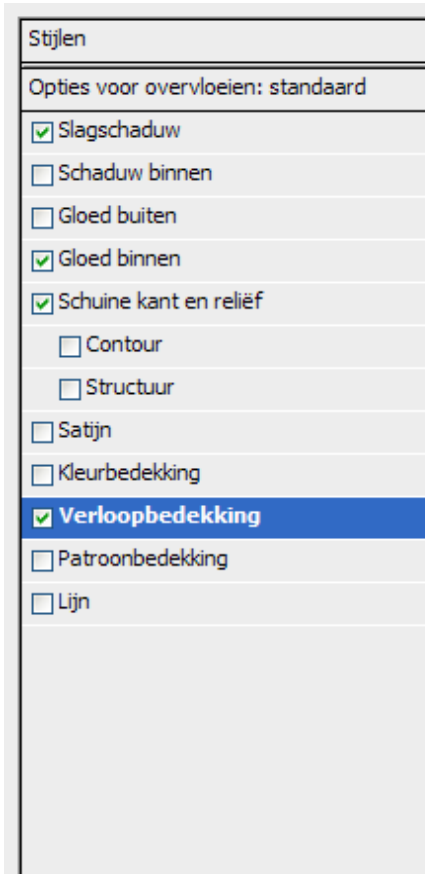 Stijlen
Opties voor overvloeien: standaard
Slagschaduw
Schaduw binnen
Gloed buiten
Gloed binnen
Schuine kant en reliëf
Contour
Structuur
Satijn
Kleurbedekking
Verloopbedekking
Patroonbedekking
Lijn